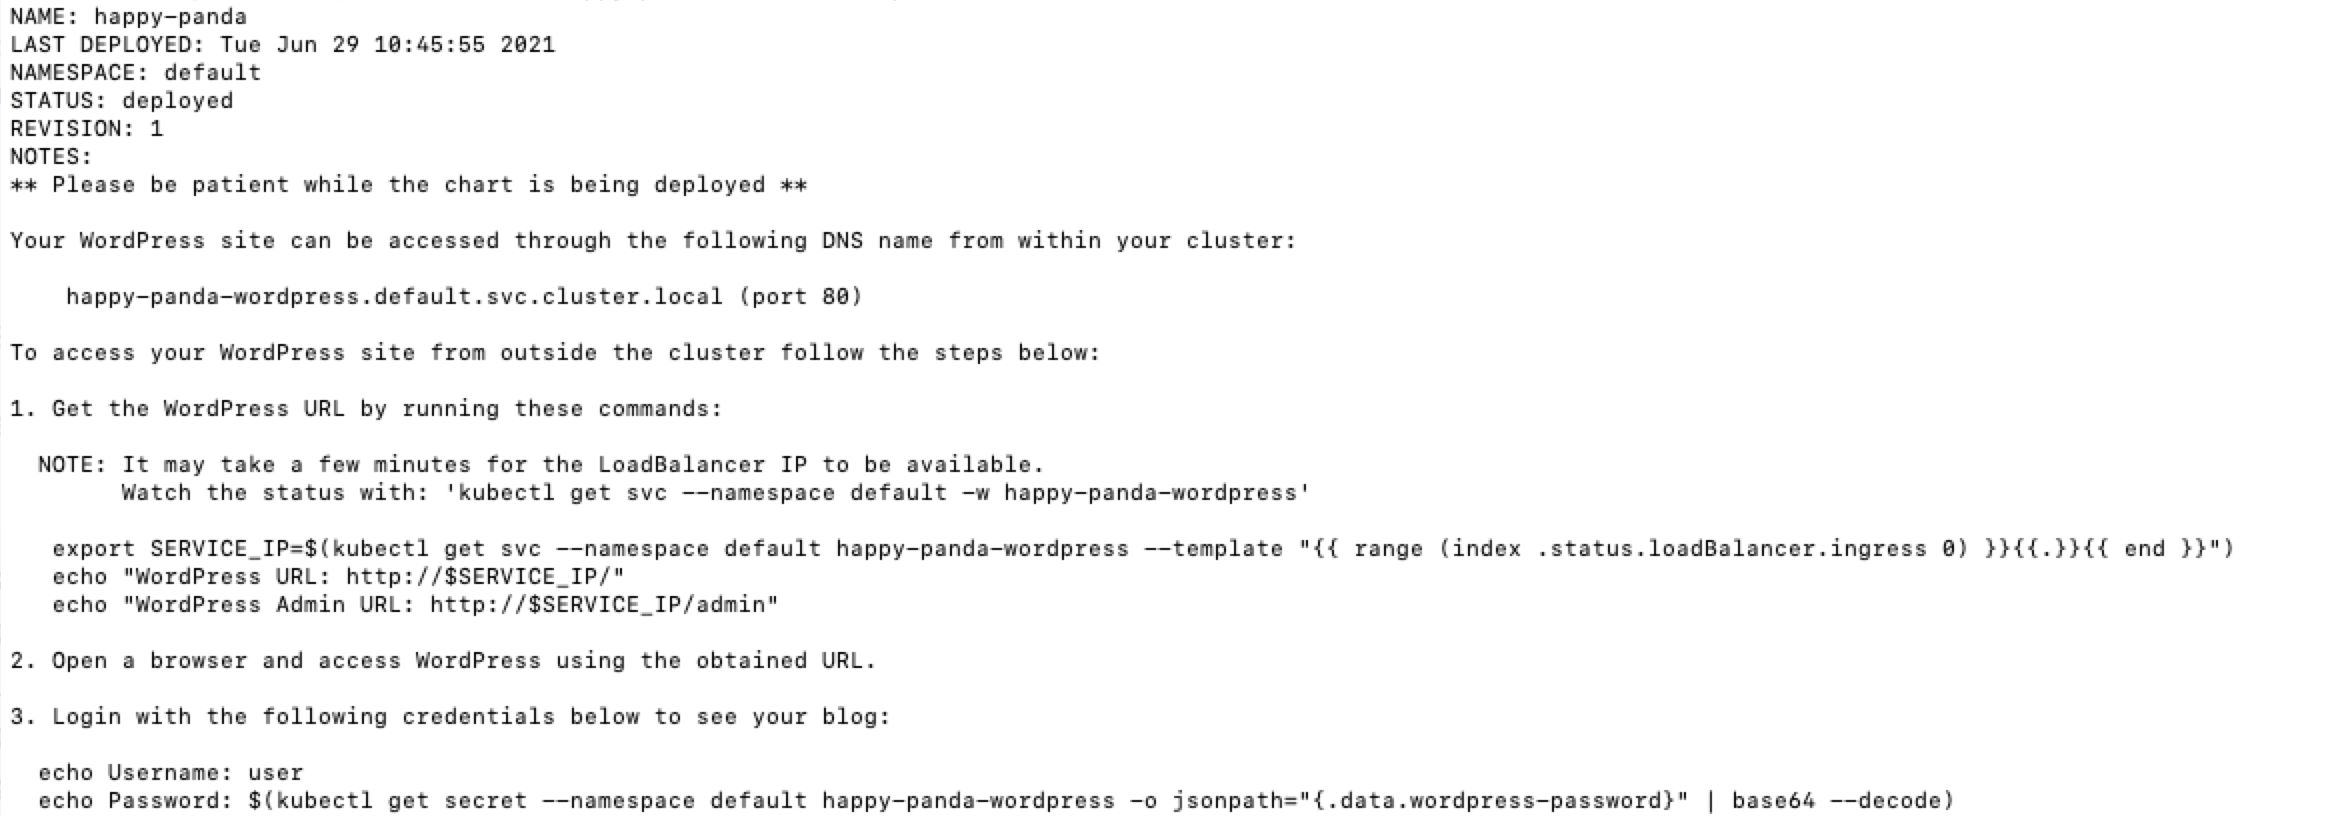 NAME: happy-panda
LAST DEPLOYED: Tue Jun 29 10:45:55 2021
NAMESPACE: default
STATUS: deployed
REVISION: 1
NOTES:
** Please be patient while the chart is being deployed **
Your WordPress site can be accessed through the following DNS name from within your cluster:
happy-panda-wordpress.default.svc.cluster.local (port 80)
To access your WordPress site from outside the cluster follow the steps below:
1. Get the WordPress URL by running these commands:
NOTE: It may take a few minutes for the LoadBalancer IP to be available.
Watch the status with: 'kubectl get svc --namespace default -w happy-panda-wordpress'
export SERVICE_IP=$(kubectl get svc --namespace default happy-panda-wordpress --template "{{ range (index .status.loadBalancer.ingress 0) }}{{.}}{{ end }}")
echo "WordPress URL: http://$SERVICE_IP/"
echo "WordPress Admin URL: http://$SERVICE_IP/admin"
2. Open a browser and access WordPress using the obtained URL.
3. Login with the following credentials below to see your blog:
echo Username: user
echo Password: $(kubectl get secret --namespace default happy-panda-wordpress -o jsonpath="{.data.wordpress-password}" | base64 --decode)